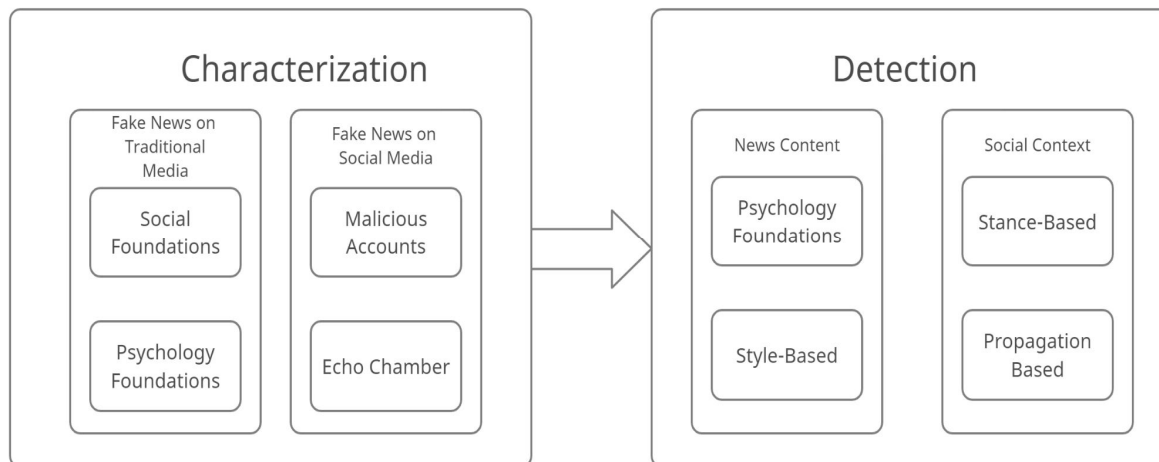 Characterization
Fake News on
Traditional
Media
Social
Foundations
Psychology
Foundations
Fake News on
Social Media
Malicious
Accounts
Echo Chamber
Detection
News Content
Psychology
Foundations
Style-Based
Social Context
Stance-Based
Propagation
Based